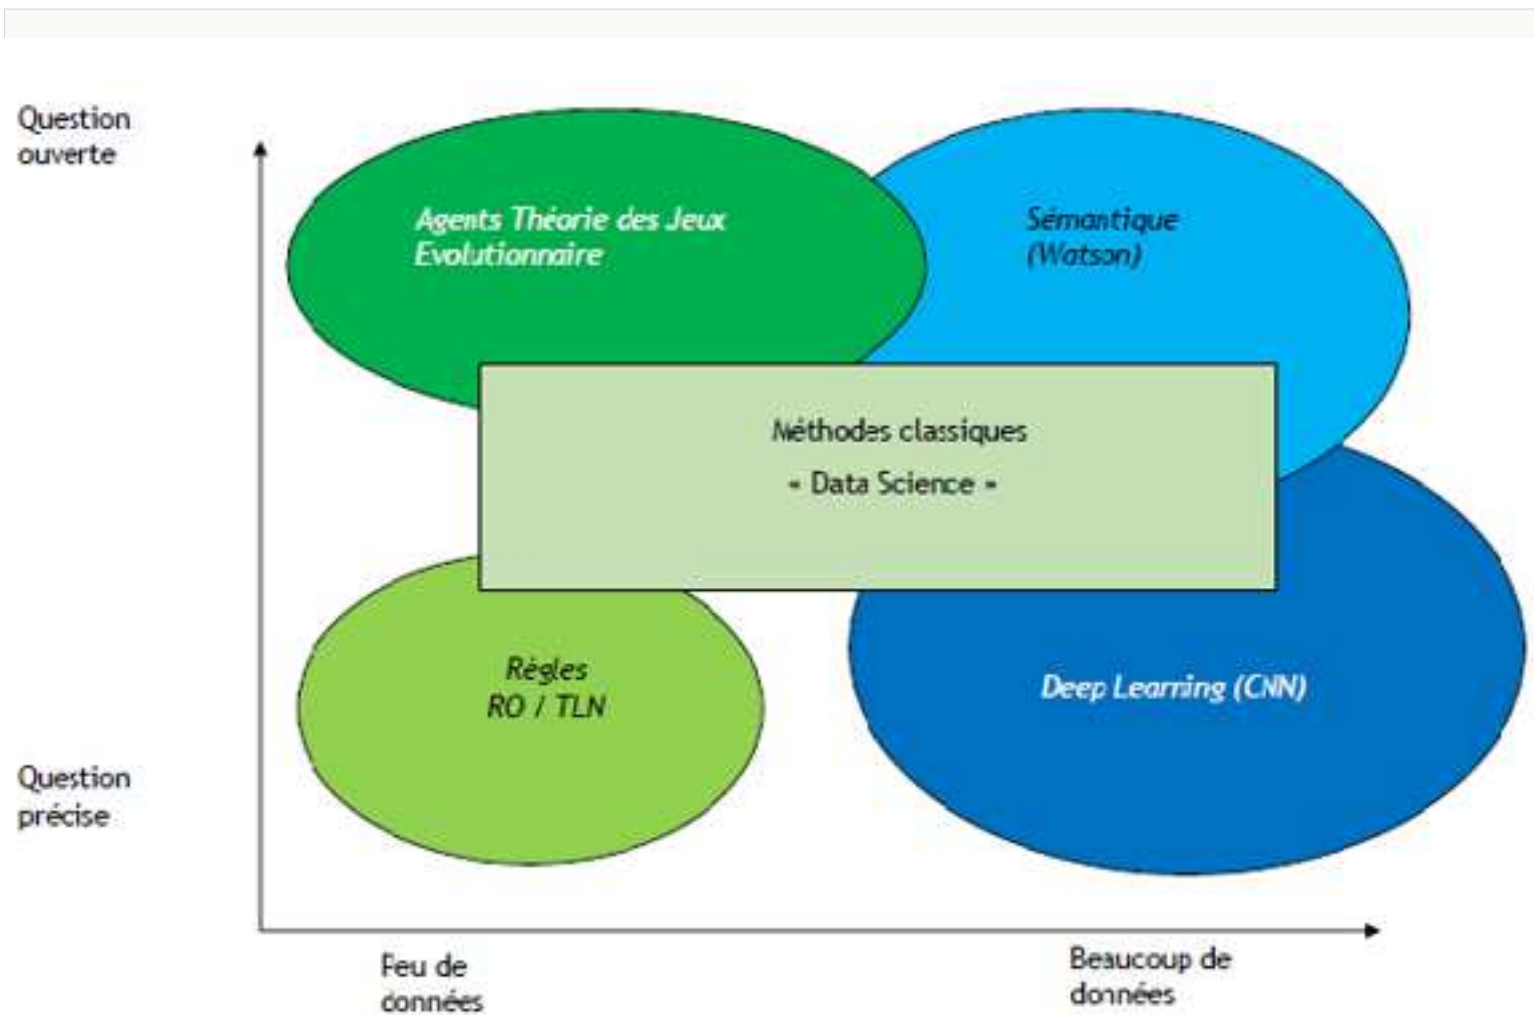 Question
ouverte
Agents Théorie des Jeux
Evolutionnaire
Sémantique
(Watson)
Méthodes classiques
« Data Science »
Règles
RO / TLN
Deep Learning (CNN)
Question
précise
Peu de
données
Beaucoup de
données